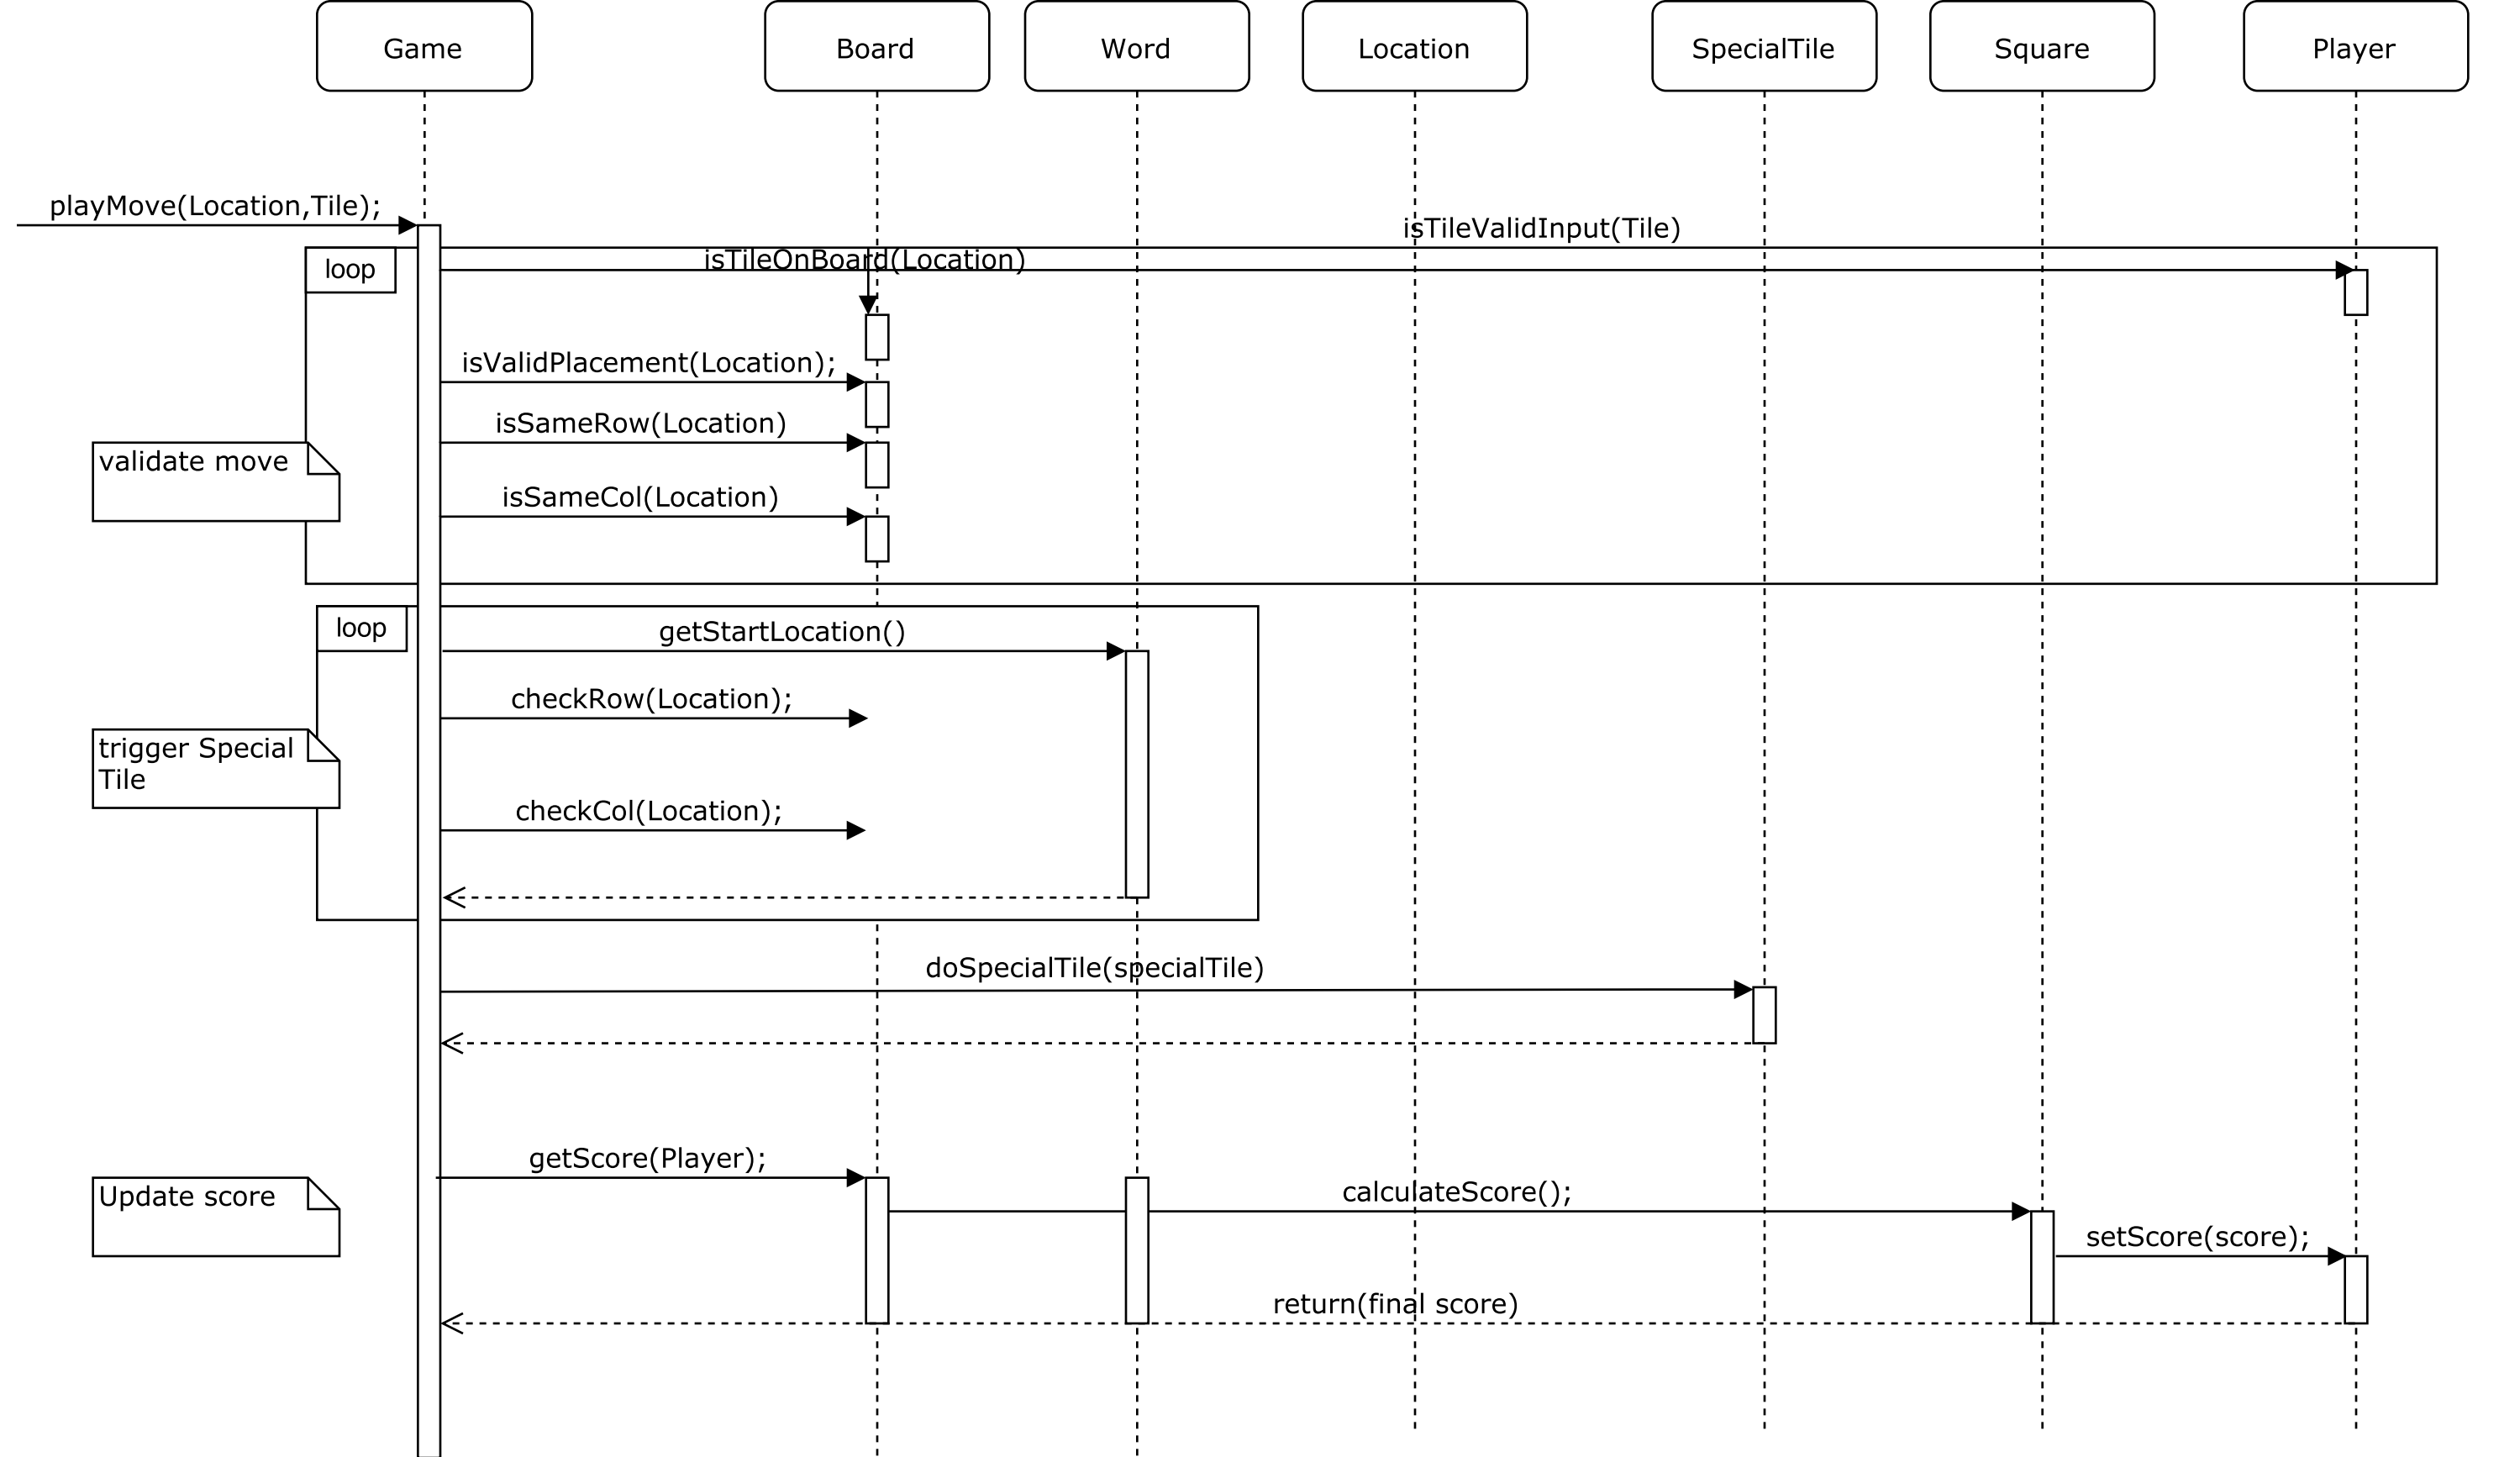 Game
Board
Word
Location
SpecialTile
Square
Player
playMove(Location,Tile);
isTileValidInput(Tile)
loop
isTileOnBoard(Location)
isValidPlacement(Location);
isSameRow(Location)
validate move
isSameCol(Location)
loop
getStartLocation()
checkRow(Location);
trigger Special
Tile
checkCol(Location);
doSpecialTile(specialTile)
getScore(Player);
Update score
calculateScore();
setScore(score);
return(final score)